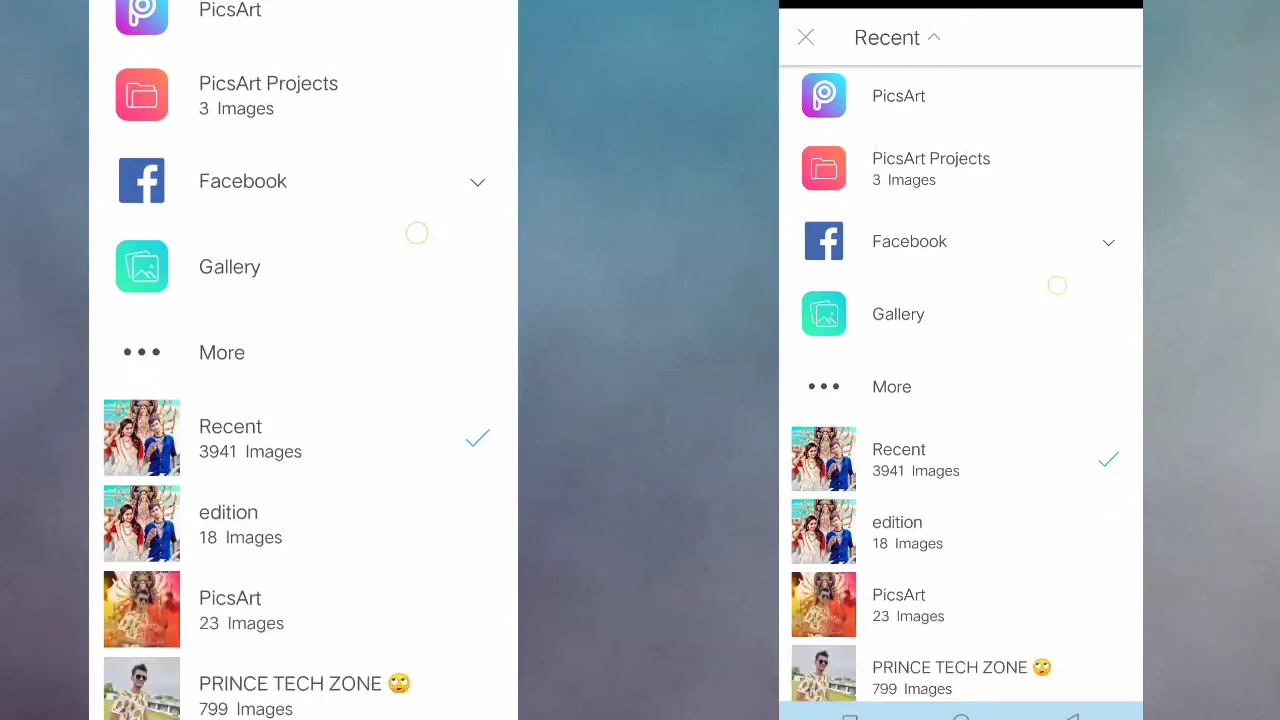 PicsArt
PicsArt Projects
3 Images
Facebook
Gallery
More
Recent
3941 Images
edition
18 Images
PicsArt
23 Images
PRINCE TECH ZONE 🙄
799 Images
Recent
PicsArt
PicsArt Projects
3 Images
Facebook
Gallery
More
Recent
3941 Images
edition
18 Images
PicsArt
23 Images
PRINCE TECH ZONE 🙄
799 Images